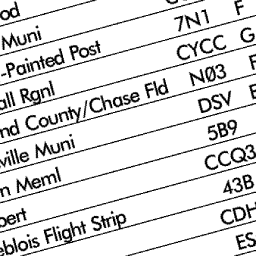 od
Muni
-Painted Post 7N1 F
all Rgnl CYCC G
nd County/Chase Fld NØ3 F
ville Muni DSV E
n Meml 5B9
pert CCQ3
eblois Flight Strip 43B
CDH
ES